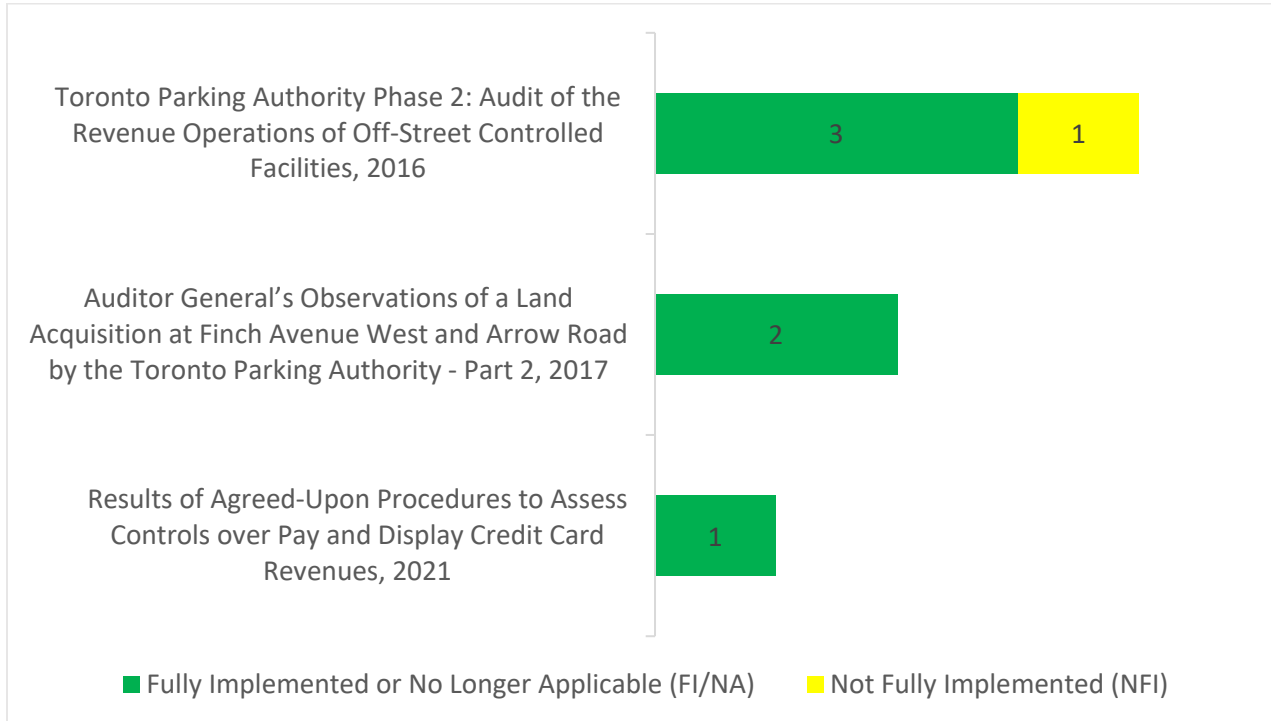 Toronto Parking Authority Phase 2: Audit of the
Revenue Operations of Off-Street Controlled
Facilities, 2016
3
1
Auditor General’s Observations of a Land
Acquisition at Finch Avenue West and Arrow Road
by the Toronto Parking Authority - Part 2, 2017
2
Results of Agreed-Upon Procedures to Assess
Controls over Pay and Display Credit Card
Revenues, 2021
1
Fully Implemented or No Longer Applicable (FI/NA)
Not Fully Implemented (NFI)